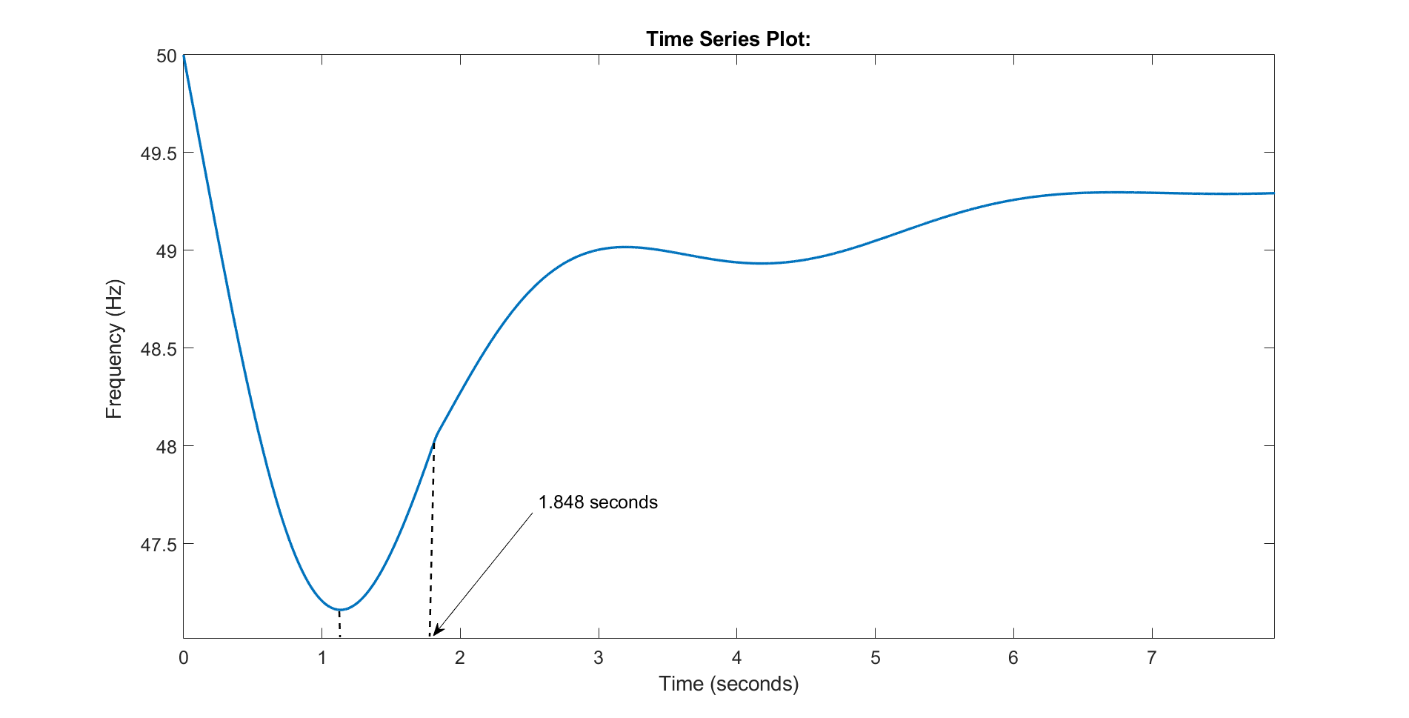 Time Series Plot:
50
49.5
49
48.5
48
47.5
Frequency (Hz)
1.848 seconds
0 1 2 3 4 5 6 7
Time (seconds)